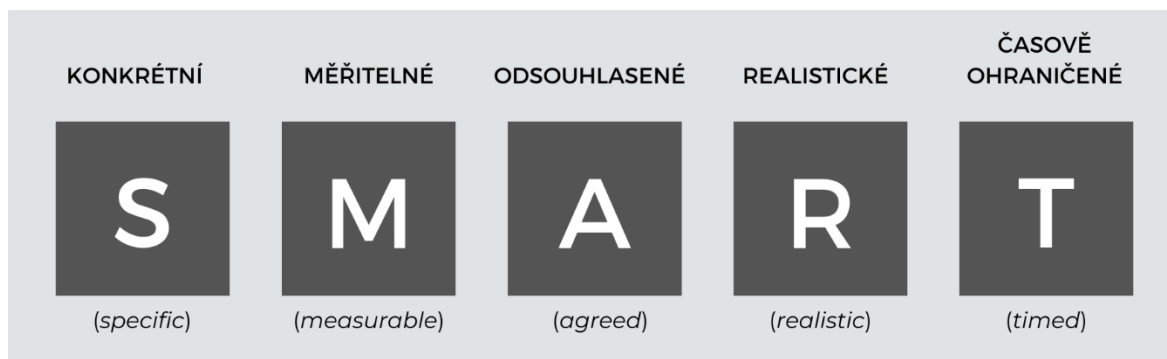 KONKRÉTNÍ
MĚŘITELNÉ
ODSOUHLASENÉ
REALISTICKÉ
ČASOVĚ
OHRANIČENÉ
S
M
A
R
T
(specific)
(measurable)
(agreed)
(realistic)
(timed)